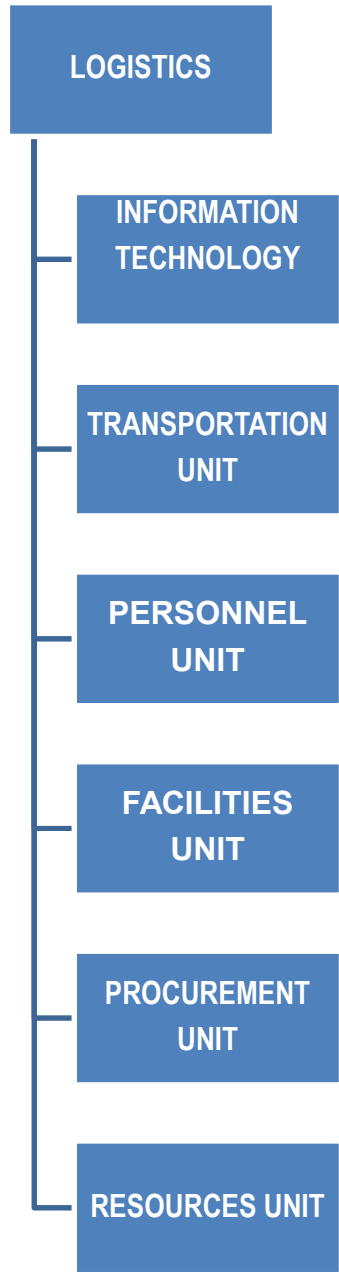 LOGISTICS
INFORMATION
TECHNOLOGY
TRANSPORTATION
UNIT
PERSONNEL
UNIT
FACILITIES
UNIT
PROCUREMENT
UNIT
RESOURCES UNIT